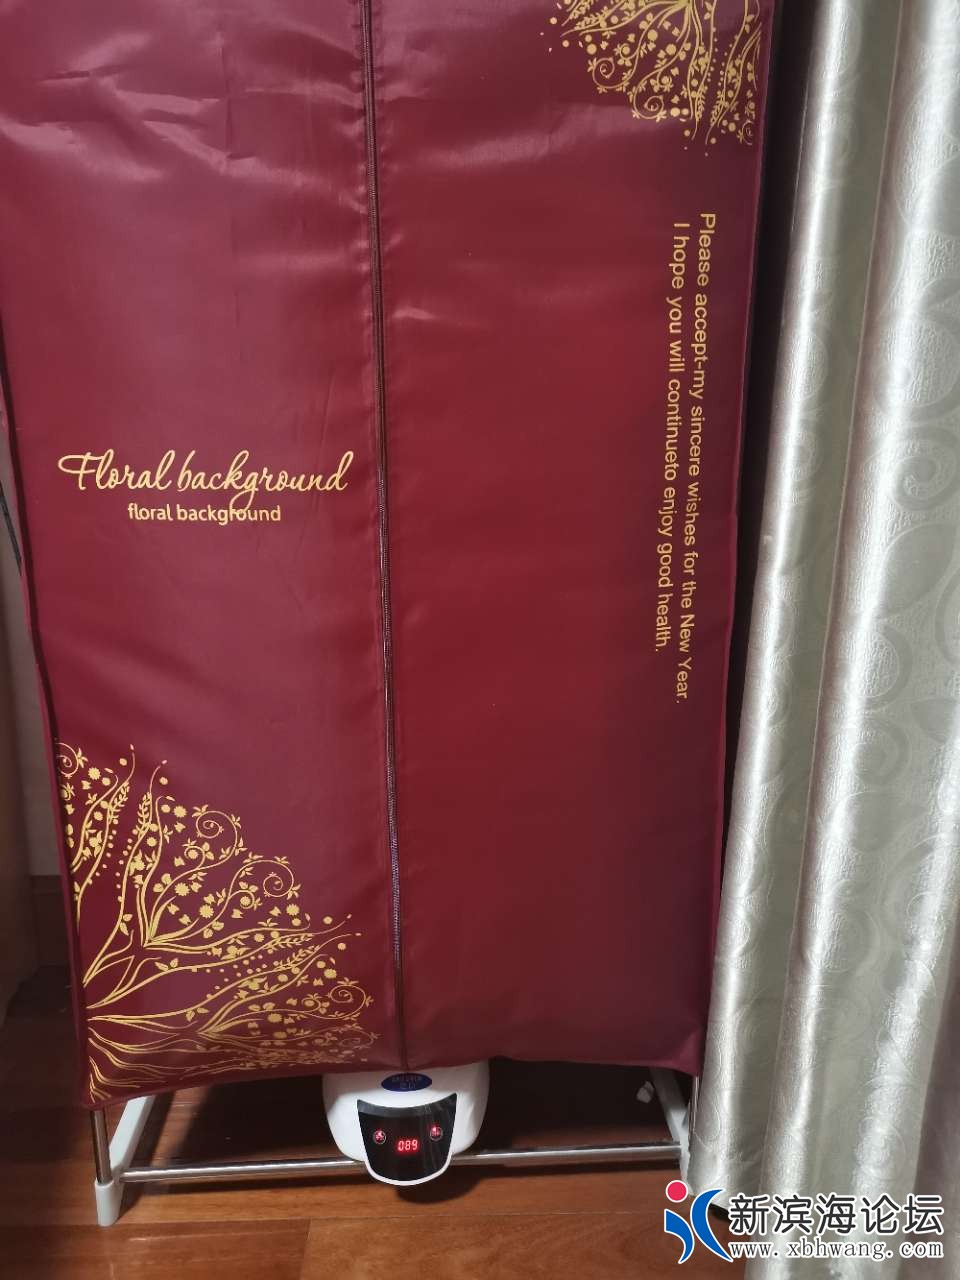 Please accept-my sincere wishes for the New Year.
I hope you will continueto enjoy good health.
Floral background
floral background
089
新滨海论坛
www.xbhwang.com